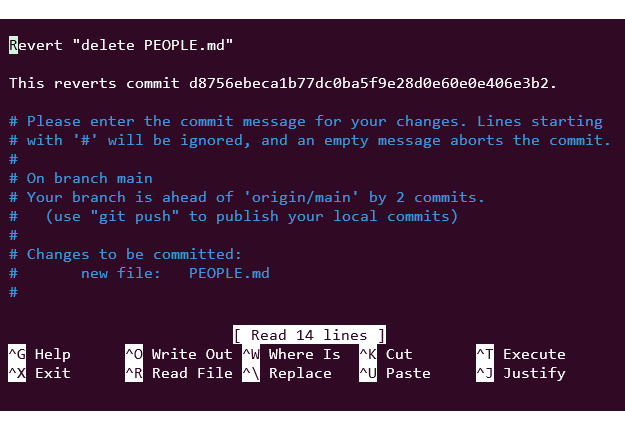 Revert "delete PEOPLE.md"
This reverts commit d8756ebeca1b77dc0ba5f9e28d0e60e0e406e3b2.
# Please enter the commit message for your changes. Lines starting
# with '#' will be ignored, and an empty message aborts the commit.
#
# On branch main
# Your branch is ahead of 'origin/main' by 2 commits.
#   (use "git push" to publish your local commits)
#
# Changes to be committed:
#       new file:   PEOPLE.md
#
[ Read 14 lines ]
^G Help ^O Write Out ^W Where Is ^K Cut ^T Execute
^X Exit ^R Read File ^\ Replace ^U Paste ^J Justify